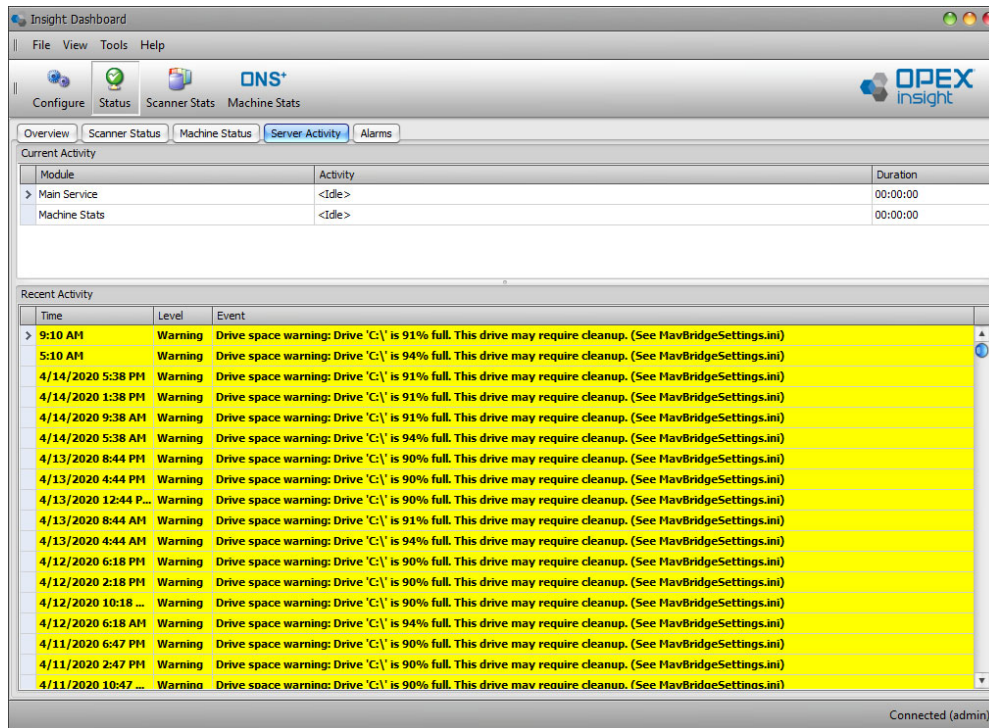 Insight Dashboard
File View Tools Help
Configure Status Scanner Stats ONS+ Machine Stats
OPEX
insight
Overview Scanner Status Machine Status Server Activity Alarms
Current Activity
Module Activity Duration
Main Service <Idle> 00:00:00
Machine Stats <Idle> 00:00:00
Recent Activity
Time Level Event
9:10 AM Warning Drive space warning: Drive 'C:\' is 91% full. This drive may require cleanup. (See MavBridgeSettings.ini)
5:10 AM Warning Drive space warning: Drive 'C:\' is 94% full. This drive may require cleanup. (See MavBridgeSettings.ini)
4/14/2020 5:38 PM Warning Drive space warning: Drive 'C:\' is 91% full. This drive may require cleanup. (See MavBridgeSettings.ini)
4/14/2020 1:38 PM Warning Drive space warning: Drive 'C:\' is 91% full. This drive may require cleanup. (See MavBridgeSettings.ini)
4/14/2020 9:38 AM Warning Drive space warning: Drive 'C:\' is 91% full. This drive may require cleanup. (See MavBridgeSettings.ini)
4/14/2020 5:38 AM Warning Drive space warning: Drive 'C:\' is 94% full. This drive may require cleanup. (See MavBridgeSettings.ini)
4/13/2020 8:44 PM Warning Drive space warning: Drive 'C:\' is 90% full. This drive may require cleanup. (See MavBridgeSettings.ini)
4/13/2020 4:44 PM Warning Drive space warning: Drive 'C:\' is 90% full. This drive may require cleanup. (See MavBridgeSettings.ini)
4/13/2020 12:44 P... Warning Drive space warning: Drive 'C:\' is 90% full. This drive may require cleanup. (See MavBridgeSettings.ini)
4/13/2020 8:44 AM Warning Drive space warning: Drive 'C:\' is 91% full. This drive may require cleanup. (See MavBridgeSettings.ini)
4/13/2020 4:44 AM Warning Drive space warning: Drive 'C:\' is 94% full. This drive may require cleanup. (See MavBridgeSettings.ini)
4/12/2020 6:18 PM Warning Drive space warning: Drive 'C:\' is 90% full. This drive may require cleanup. (See MavBridgeSettings.ini)
4/12/2020 2:18 PM Warning Drive space warning: Drive 'C:\' is 90% full. This drive may require cleanup. (See MavBridgeSettings.ini)
4/12/2020 10:18 ... Warning Drive space warning: Drive 'C:\' is 90% full. This drive may require cleanup. (See MavBridgeSettings.ini)
4/12/2020 6:18 AM Warning Drive space warning: Drive 'C:\' is 94% full. This drive may require cleanup. (See MavBridgeSettings.ini)
4/11/2020 6:47 PM Warning Drive space warning: Drive 'C:\' is 90% full. This drive may require cleanup. (See MavBridgeSettings.ini)
4/11/2020 2:47 PM Warning Drive space warning: Drive 'C:\' is 90% full. This drive may require cleanup. (See MavBridgeSettings.ini)
4/11/2020 10:47 ... Warning Drive space warning: Drive 'C:\' is 90% full. This drive may require cleanup. (See MavBridgeSettings.ini)
Connected (admin)